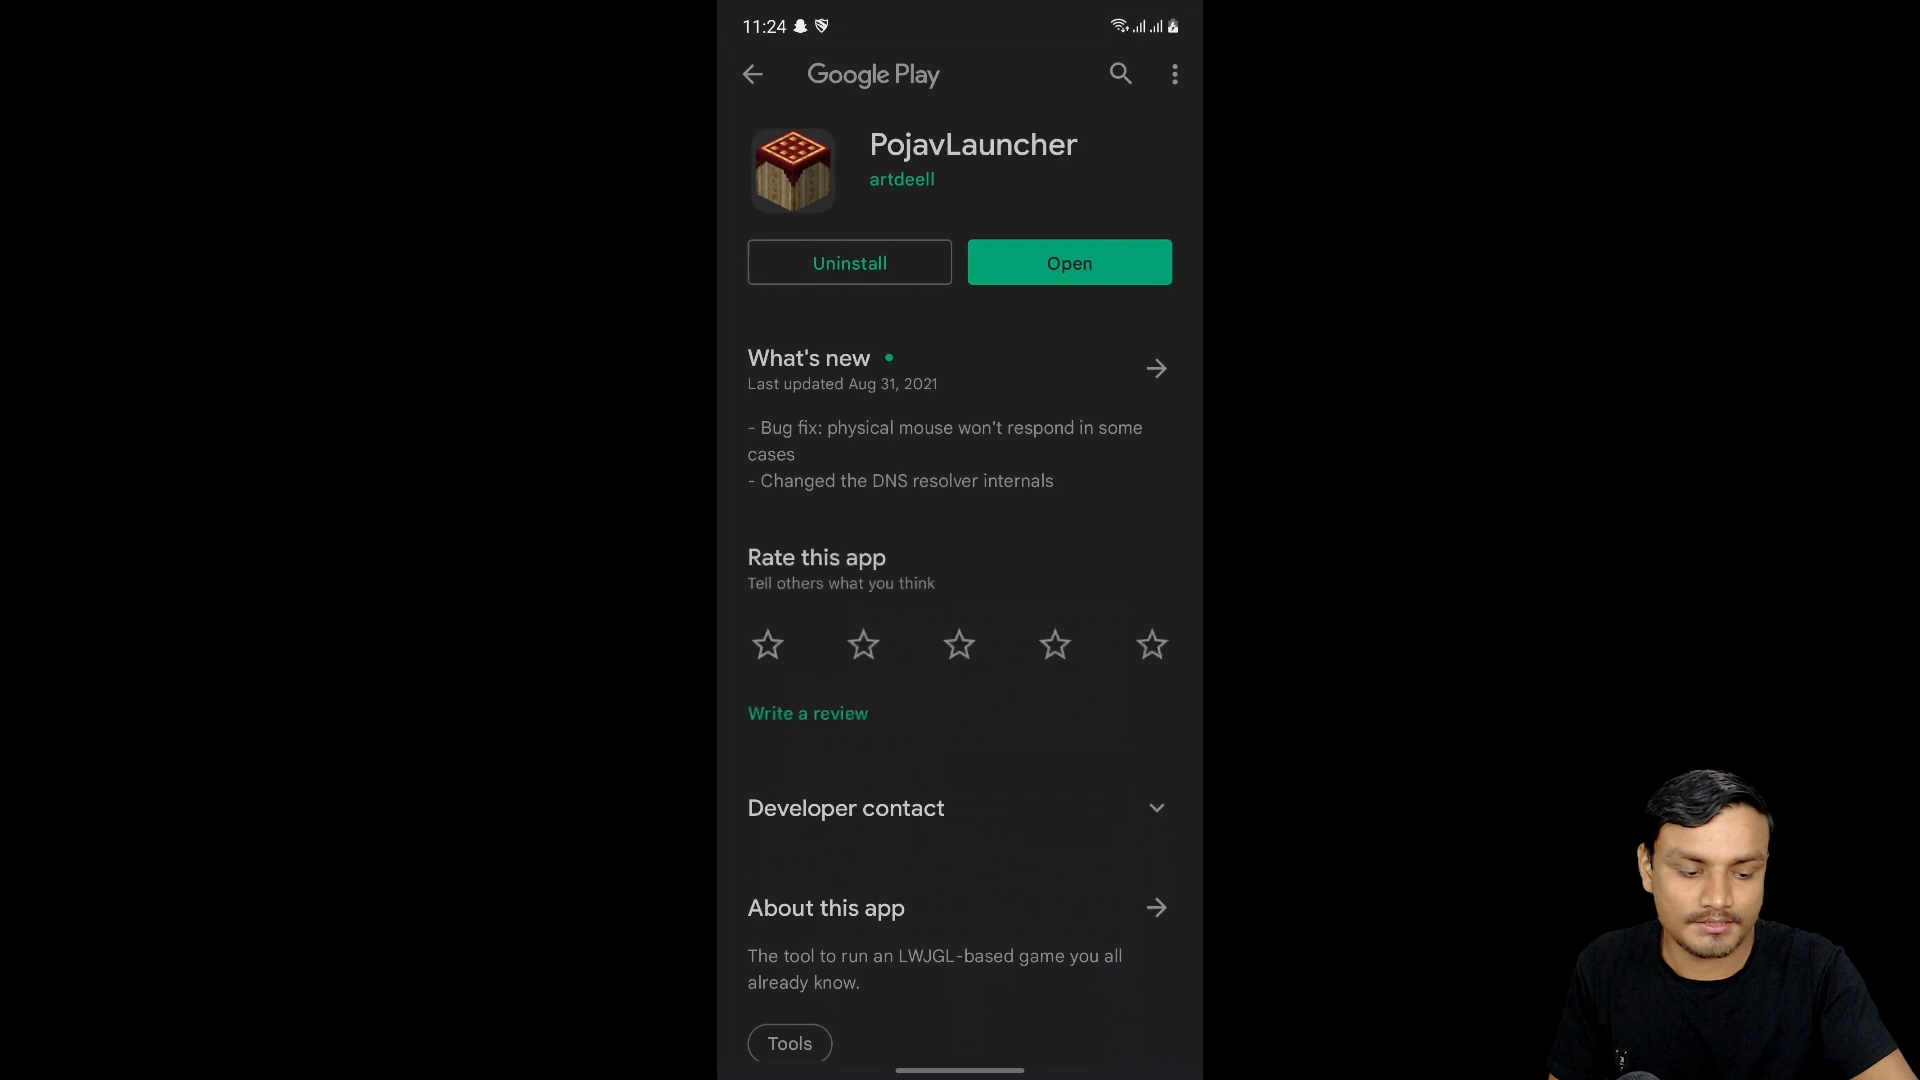 11:24
Google Play
PojavLauncher
artdeell
Uninstall
Open
What's new
Last updated Aug 31, 2021
- Bug fix: physical mouse won't respond in some
cases
- Changed the DNS resolver internals
Rate this app
Tell others what you think
Write a review
Developer contact
About this app
The tool to run an LWJGL-based game you all
already know.
Tools